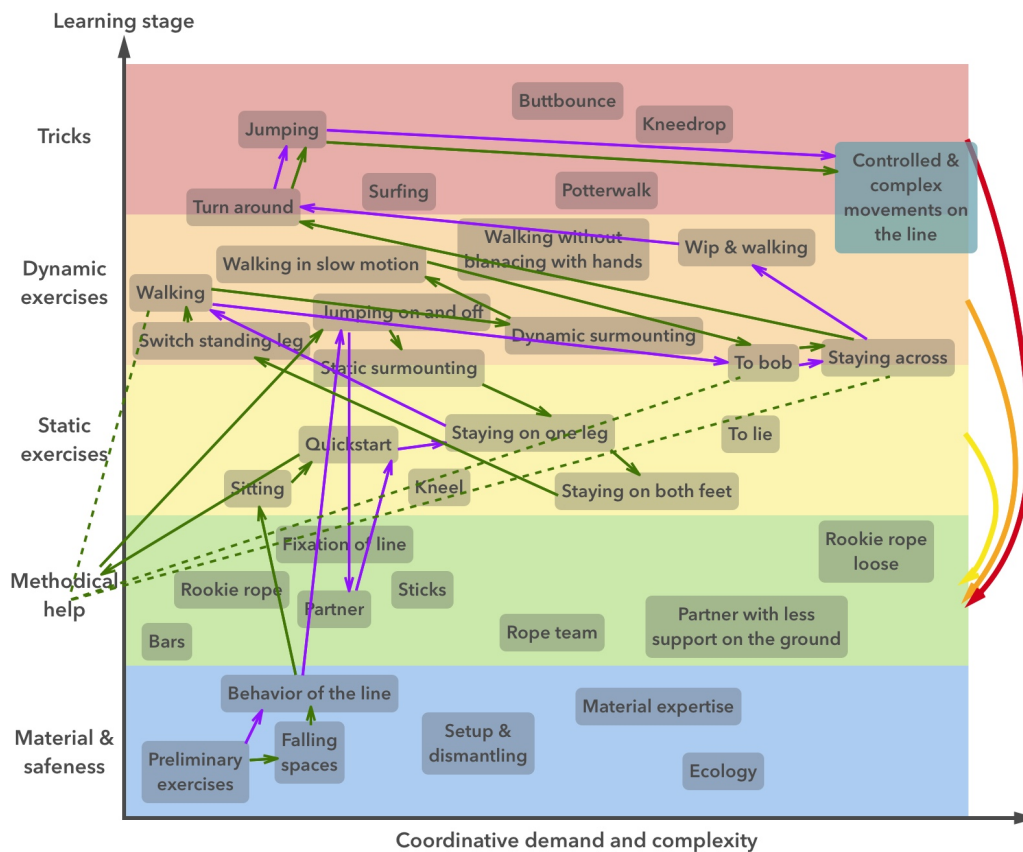 Learning stage
Tricks
Buttbounce
Kneedrop
Jumping
Controlled &
complex
movements on
the line
Surfing
Potterwalk
Turn around
Dynamic
exercises
Walking without
blanacing with hands
Wip & walking
Walking in slow motion
Walking
Jumping on and off
Switch standing leg
Dynamic surmounting
Static surmounting
To bob
Staying across
Static
exercises
Quickstart
Staying on one leg
To lie
Sitting
Kneel
Staying on both feet
Methodical
help
Fixation of line
Rookie rope
loose
Rookie rope
Sticks
Partner
Bars
Rope team
Partner with less
support on the ground
Material &
safeness
Behavior of the line
Material expertise
Falling
spaces
Setup &
dismantling
Preliminary
exercises
Ecology
Coordinative demand and complexity